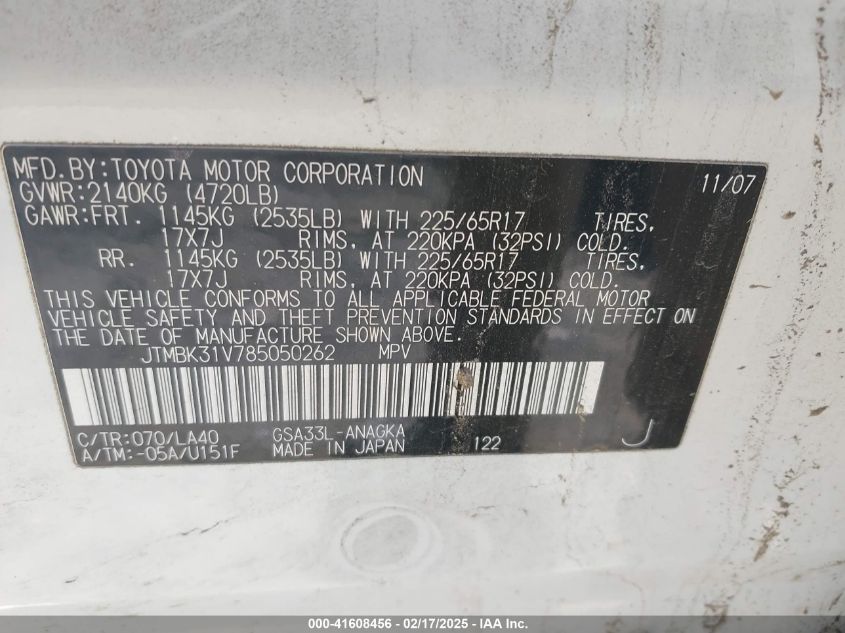 MFD.BY:TOYOTA MOTOR CORPORATION 11/07
GVWR:2140KG (4720LB)
GAWR:FRT. 1145KG (2535LB) WITH 225/65R17 TIRES,
17X7J RIMS, AT 220KPA (32PSI) COLD.
RR. 1145KG (2535LB) WITH 225/65R17 TIRES,
17X7J RIMS, AT 220KPA (32PSI) COLD.
THIS VEHICLE CONFORMS TO ALL APPLICABLE FEDERAL MOTOR
VEHICLE SAFETY AND THEFT PREVENTION STANDARDS IN EFFECT ON
THE DATE OF MANUFACTURE SHOWN ABOVE.
JTMBK31V785050262 MPV
C/TR:070/LA40 GSA33L-ANAGKA
A/TM:-05A/U151F MADE IN JAPAN 122 J
000-41608456 - 02/17/2025 - IAA Inc.